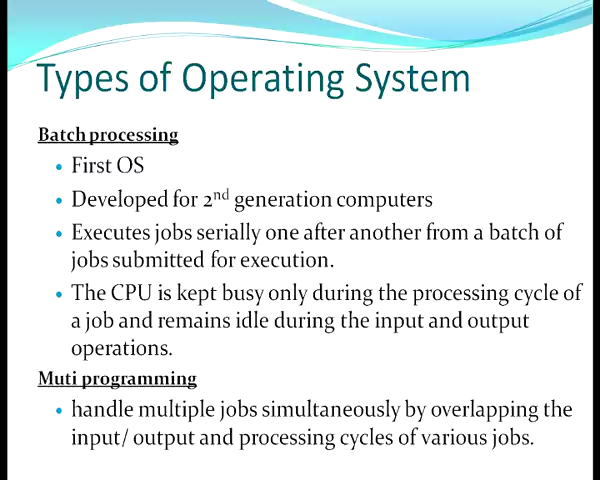 Types of Operating System
Batch processing
• First OS
• Developed for 2nd generation computers
• Executes jobs serially one after another from a batch of
jobs submitted for execution.
• The CPU is kept busy only during the processing cycle of
a job and remains idle during the input and output
operations.
Muti programming
• handle multiple jobs simultaneously by overlapping the
input/ output and processing cycles of various jobs.